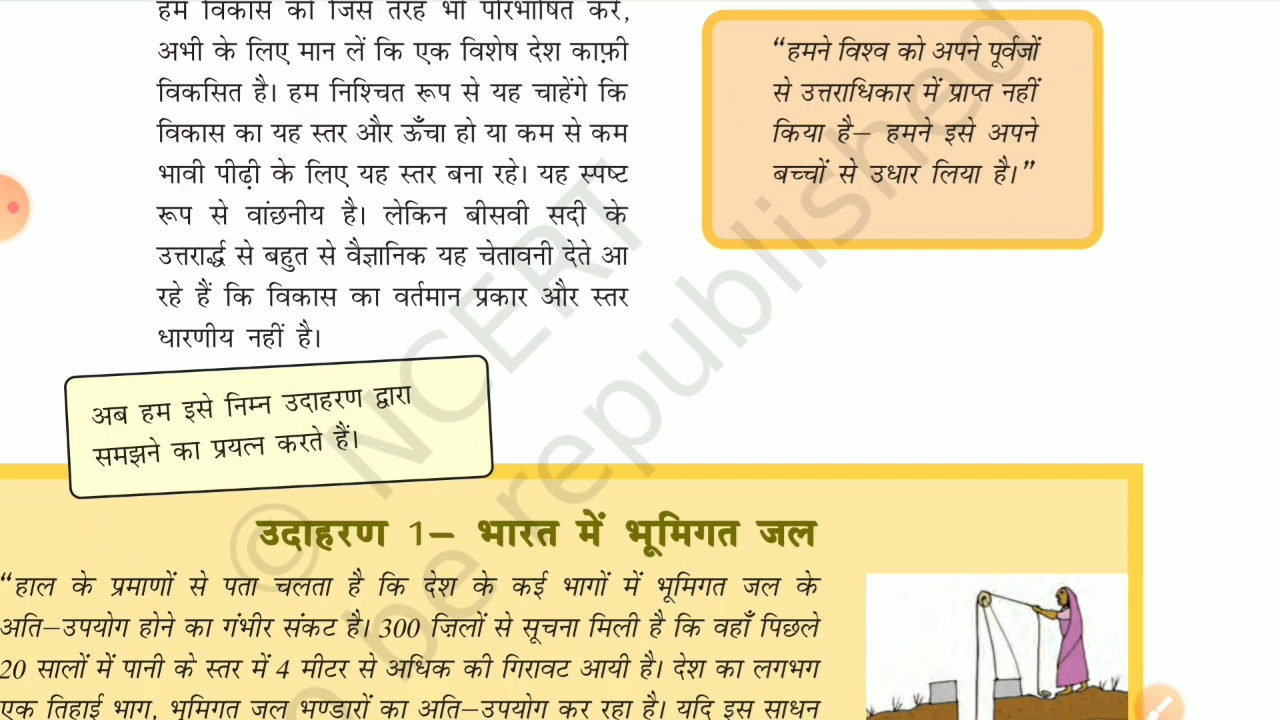 हम विकास को जिस तरह भी परिभाषित करें,
अभी के लिए मान लें कि एक विशेष देश काफ़ी
विकसित है। हम निश्चित रूप से यह चाहेंगे कि
विकास का यह स्तर और ऊँचा हो या कम से कम
भावी पीढ़ी के लिए यह स्तर बना रहे। यह स्पष्ट
रूप से वांछनीय है। लेकिन बीसवी सदी के
उत्तरार्द्ध से बहुत से वैज्ञानिक यह चेतावनी देते आ
रहे हैं कि विकास का वर्तमान प्रकार और स्तर
धारणीय नहीं है।
“हमने विश्व को अपने पूर्वजों
से उत्तराधिकार में प्राप्त नहीं
किया है– हमने इसे अपने
बच्चों से उधार लिया है।”
अब हम इसे निम्न उदाहरण द्वारा
समझने का प्रयत्न करते हैं।
उदाहरण 1– भारत में भूमिगत जल
“हाल के प्रमाणों से पता चलता है कि देश के कई भागों में भूमिगत जल के
अति–उपयोग होने का गंभीर संकट है। 300 ज़िलों से सूचना मिली है कि वहाँ पिछले
20 सालों में पानी के स्तर में 4 मीटर से अधिक की गिरावट आयी है। देश का लगभग
एक तिहाई भाग, भूमिगत जल भण्डारों का अति–उपयोग कर रहा है। यदि इस साधन
© NCERT
be republished